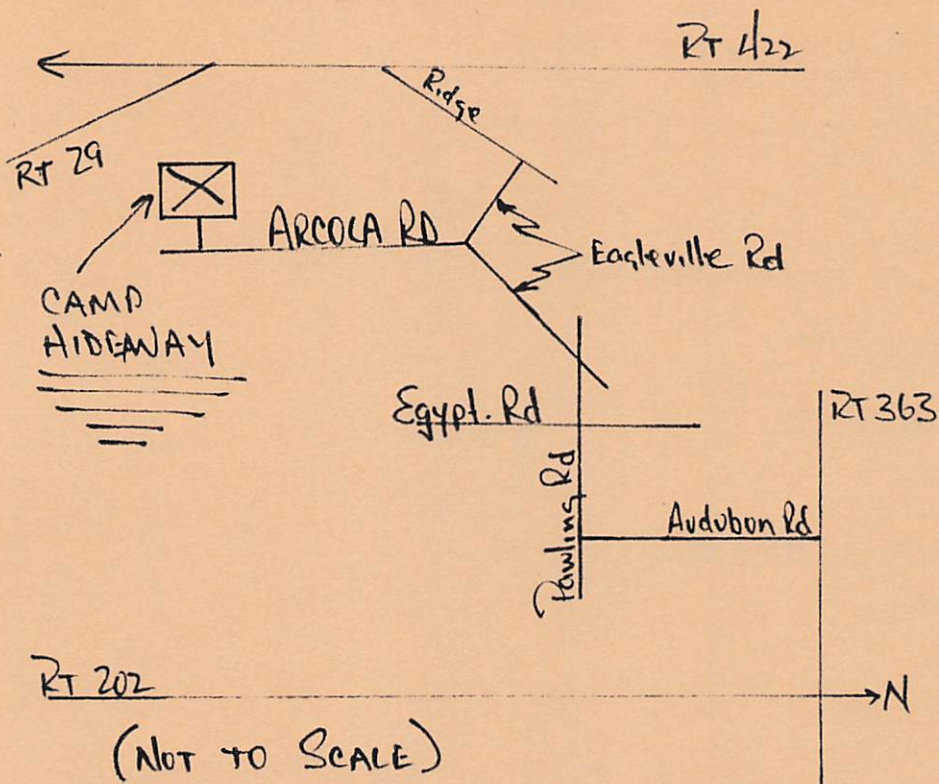 RT 422
Ridge
RT 29
ARCOLA RD
Eagleville Rd
CAMP
HIDEAWAY
Egypt. Rd
RT 363
Pawling Rd
Audubon Rd
RT 202
N
(NOT TO SCALE)